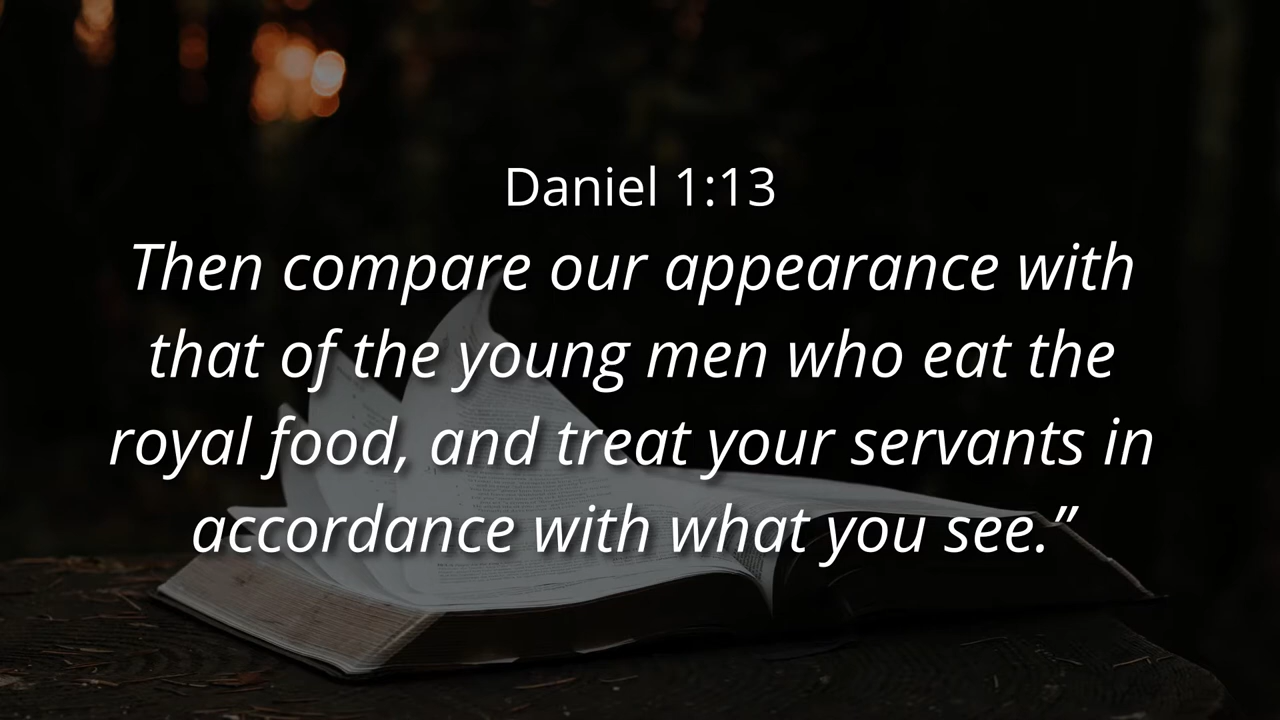 Daniel 1:13
Then compare our appearance with
that of the young men who eat the
royal food, and treat your servants in
accordance with what you see.”